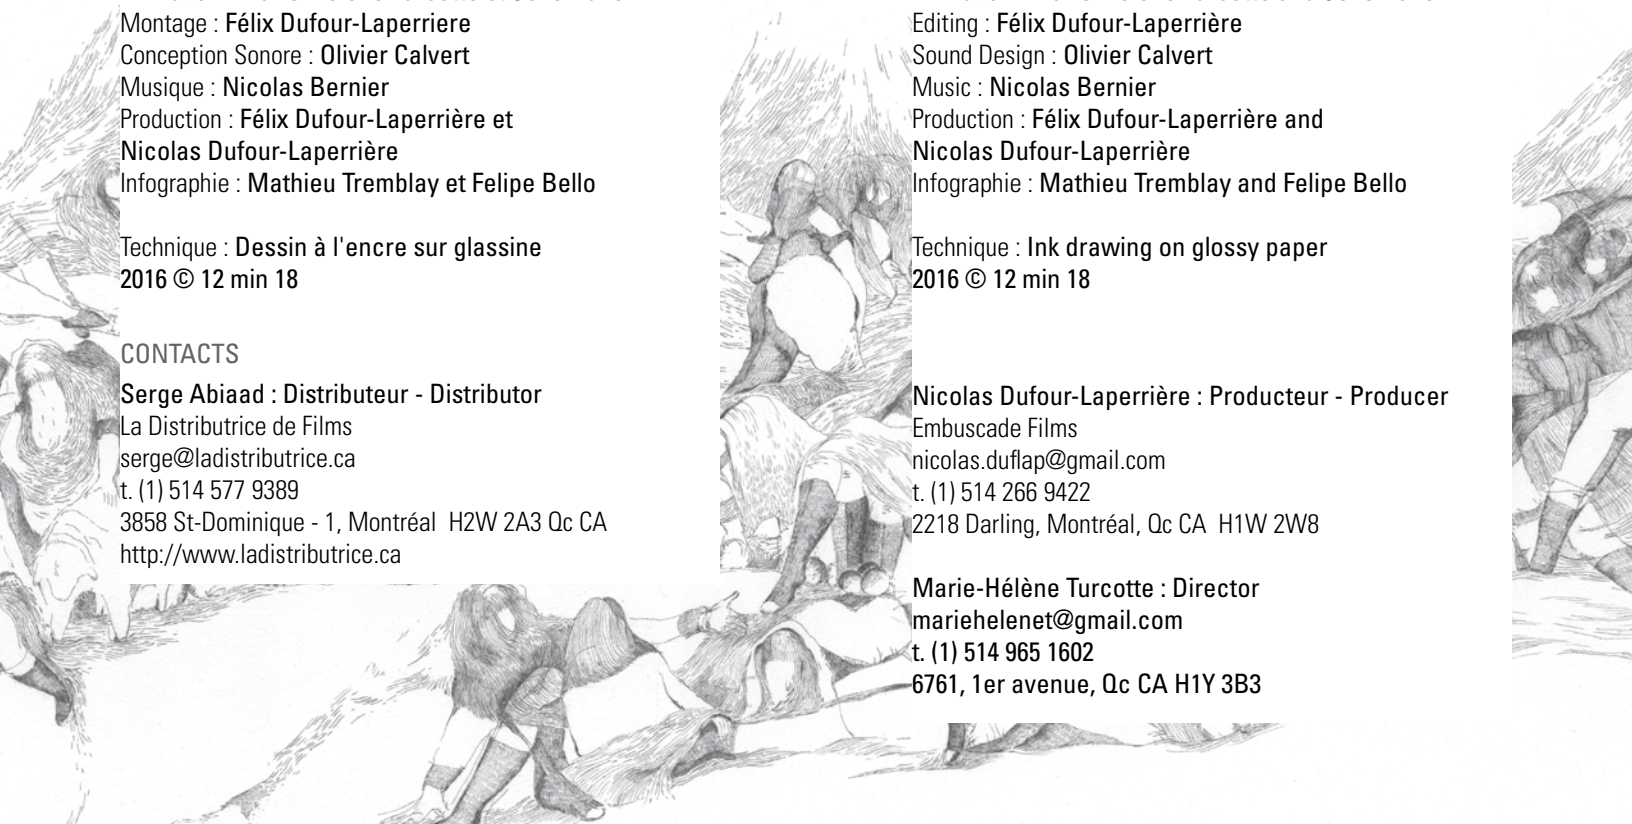 Montage : Félix Dufour-Laperriere
Conception Sonore : Olivier Calvert
Musique : Nicolas Bernier
Production : Félix Dufour-Laperrière et
Nicolas Dufour-Laperrière
Infographie : Mathieu Tremblay et Felipe Bello
Technique : Dessin à l'encre sur glassine
2016 © 12 min 18
CONTACTS
Serge Abiaad : Distributeur - Distributor
La Distributrice de Films
serge@ladistributrice.ca
t. (1) 514 577 9389
3858 St-Dominique - 1, Montréal  H2W 2A3 Qc CA
http://www.ladistributrice.ca
Editing : Félix Dufour-Laperrière
Sound Design : Olivier Calvert
Music : Nicolas Bernier
Production : Félix Dufour-Laperrière and
Nicolas Dufour-Laperrière
Infographie : Mathieu Tremblay and Felipe Bello
Technique : Ink drawing on glossy paper
2016 © 12 min 18
Nicolas Dufour-Laperrière : Producteur - Producer
Embuscade Films
nicolas.duflap@gmail.com
t. (1) 514 266 9422
2218 Darling, Montréal, Qc CA  H1W 2W8
Marie-Hélène Turcotte : Director
mariehelenet@gmail.com
t. (1) 514 965 1602
6761, 1er avenue, Qc CA H1Y 3B3